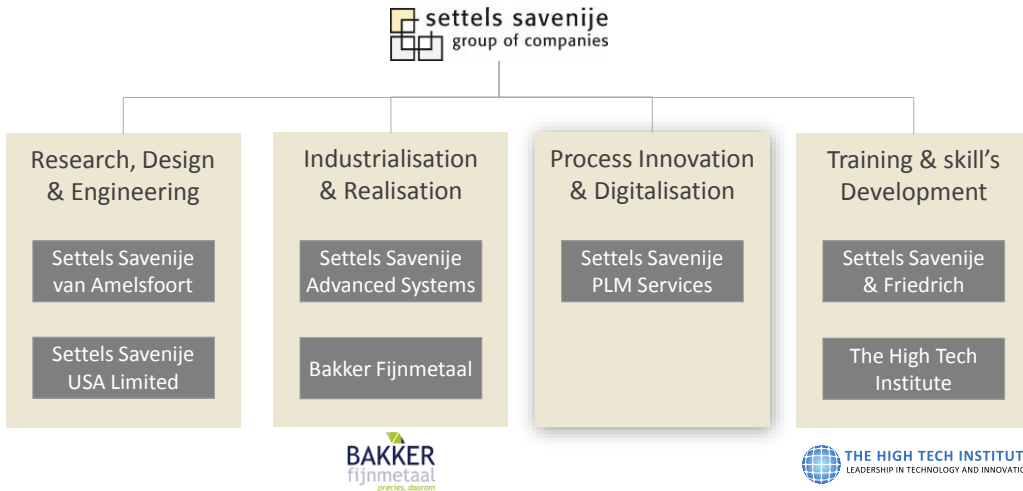 settels savenije
group of companies
Research, Design
& Engineering
Settels Savenije
van Amelsfoort
Settels Savenije
USA Limited
Industrialisation
& Realisation
Settels Savenije
Advanced Systems
Bakker Fijnmetaal
Process Innovation
& Digitalisation
Settels Savenije
PLM Services
Training & skill's
Development
Settels Savenije
& Friedrich
The High Tech
Institute
BAKKER
fijnmetaal
precies, daarom
THE HIGH TECH INSTITUT
LEADERSHIP IN TECHNOLOGY AND INNOVATIO